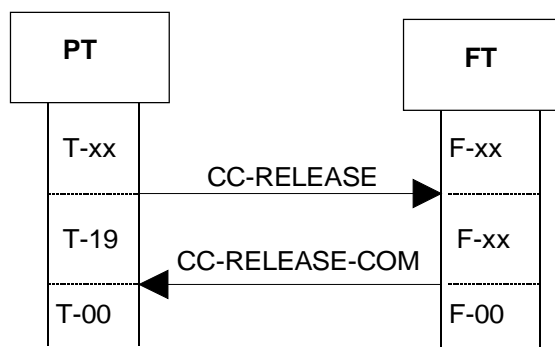 PT
FT
T-xx
F-xx
CC-RELEASE
T-19
F-xx
CC-RELEASE-COM
T-00
F-00